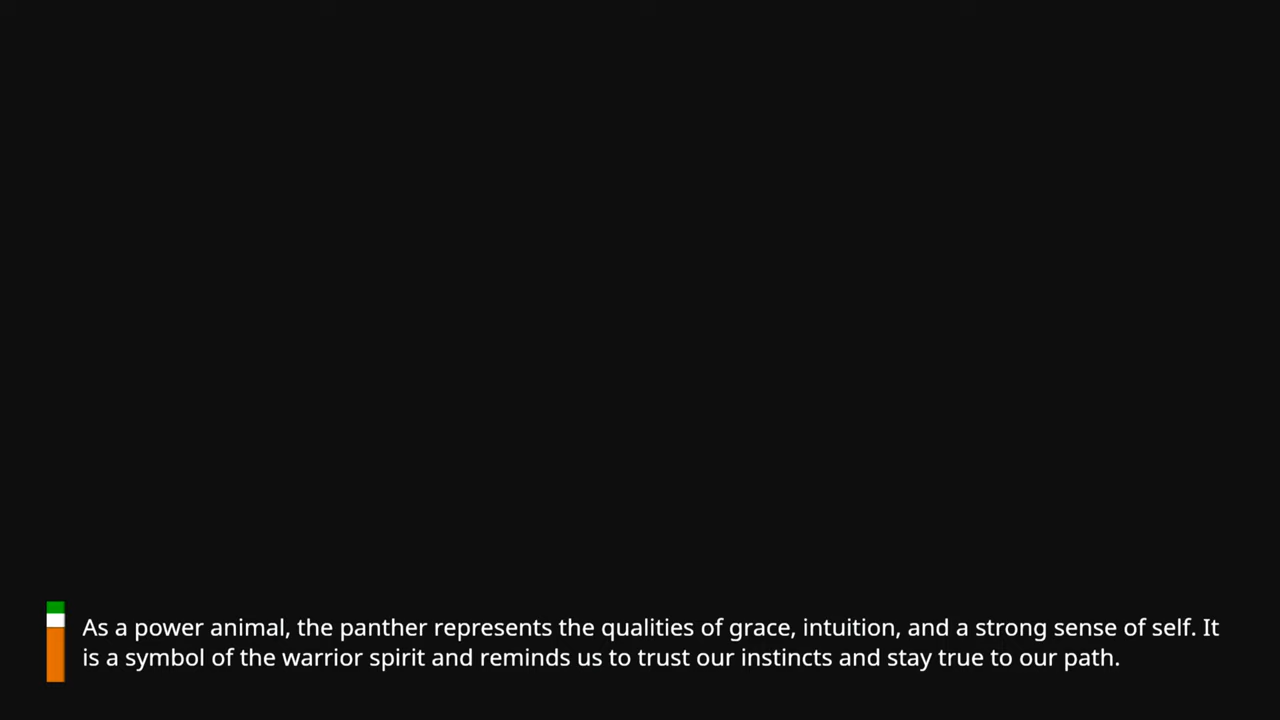 As a power animal, the panther represents the qualities of grace, intuition, and a strong sense of self. It
is a symbol of the warrior spirit and reminds us to trust our instincts and stay true to our path.